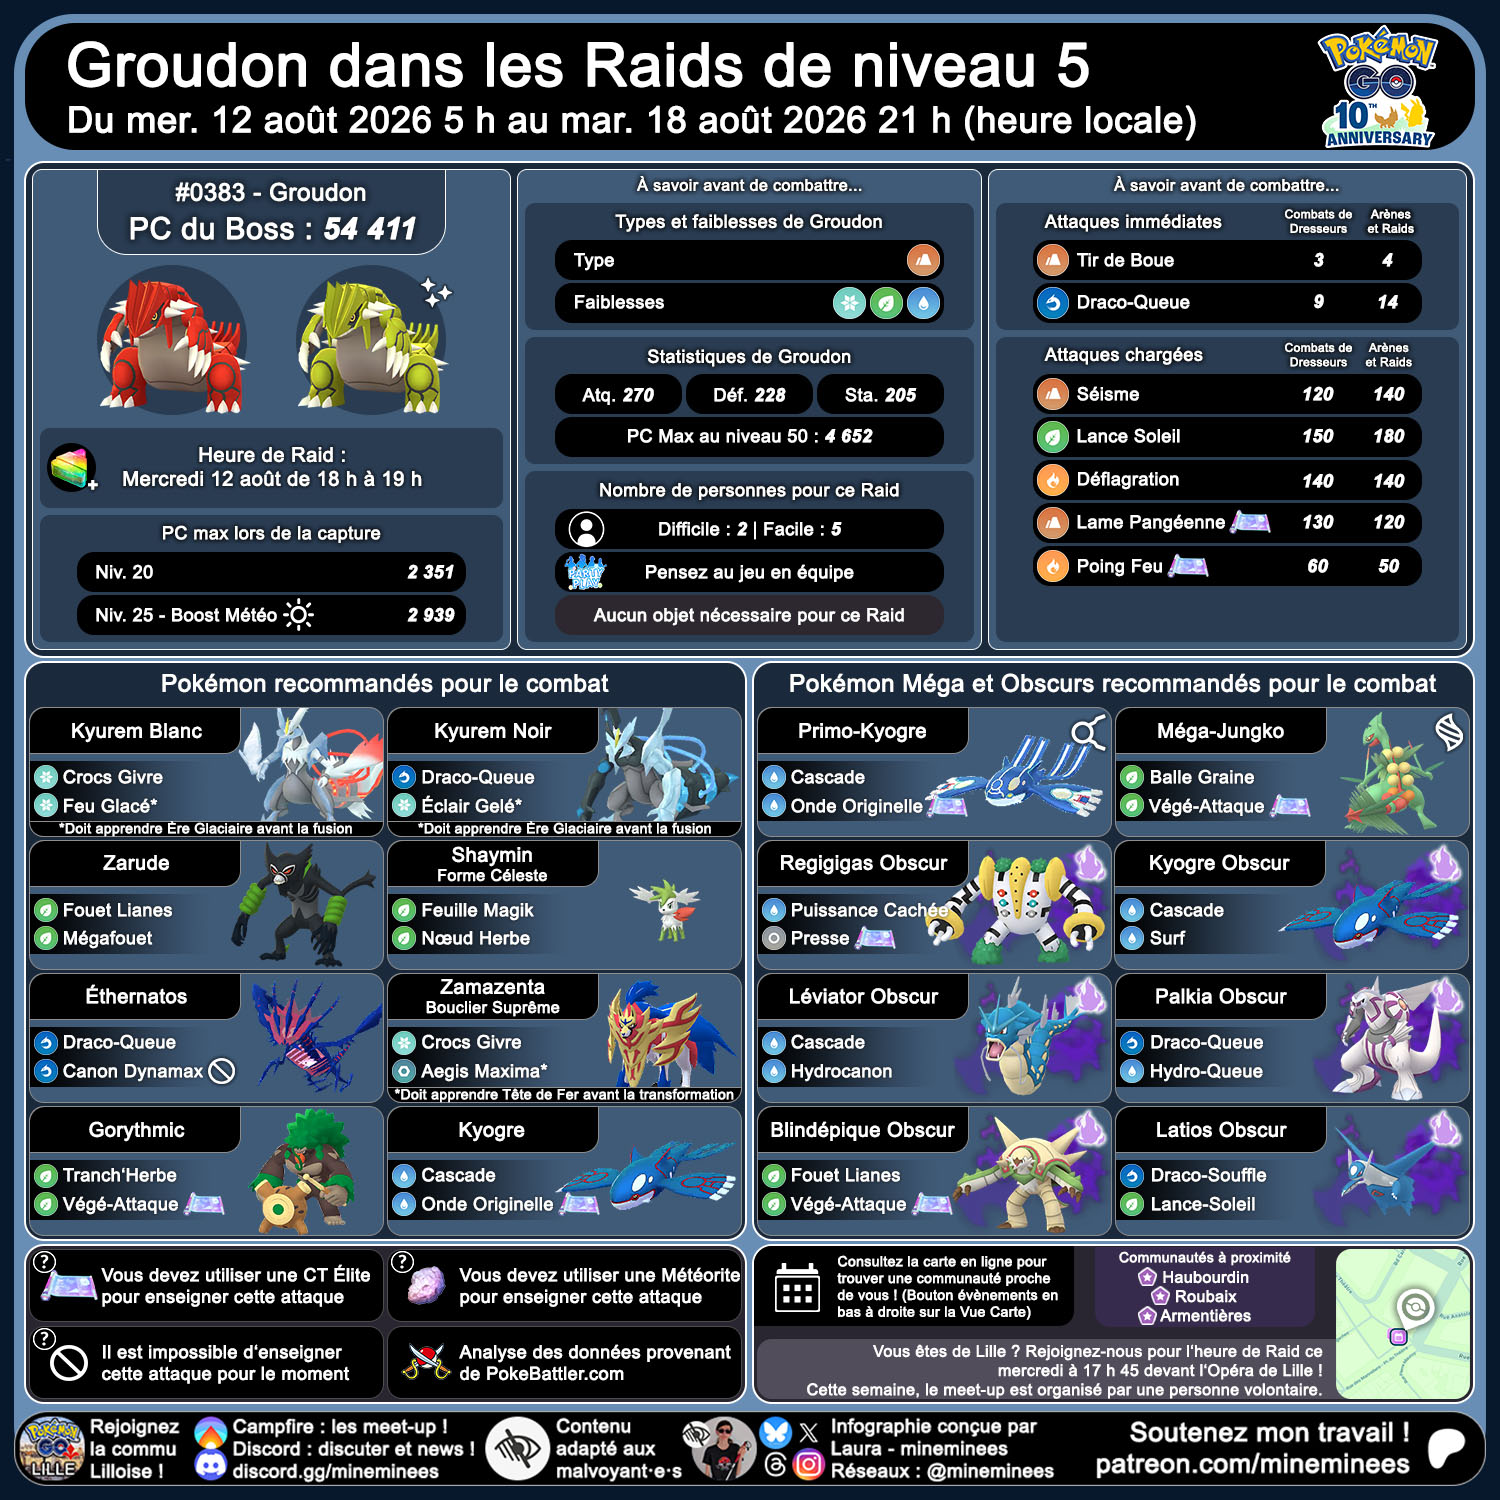 Groudon dans les Raids de niveau 5
Du mer. 12 août 2026 5 h au mar. 18 août 2026 21 h (heure locale)
POKÉMON
GO
10TH
ANNIVERSARY
#0383 - Groudon
PC du Boss : 54 411
Heure de Raid :
Mercredi 12 août de 18 h à 19 h
PC max lors de la capture
Niv. 20 2 351
Niv. 25 - Boost Météo 2 939
À savoir avant de combattre...
Types et faiblesses de Groudon
Type
Faiblesses
Statistiques de Groudon
Atq. 270 Déf. 228 Sta. 205
PC Max au niveau 50 : 4 652
Nombre de personnes pour ce Raid
Difficile : 2 | Facile : 5
PARTY
PLAY
Pensez au jeu en équipe
Aucun objet nécessaire pour ce Raid
À savoir avant de combattre...
Attaques immédiates Combats de Dresseurs Arènes et Raids
Tir de Boue 3 4
Draco-Queue 9 14
Attaques chargées Combats de Dresseurs Arènes et Raids
Séisme 120 140
Lance Soleil 150 180
Déflagration 140 140
Lame Pangéenne 130 120
Poing Feu 60 50
Pokémon recommandés pour le combat
Kyurem Blanc
Crocs Givre
Feu Glacé*
*Doit apprendre Ère Glaciaire avant la fusion
Kyurem Noir
Draco-Queue
Éclair Gelé*
*Doit apprendre Ère Glaciaire avant la fusion
Zarude
Fouet Lianes
Mégafouet
Shaymin
Forme Céleste
Feuille Magik
Nœud Herbe
Éthernatos
Draco-Queue
Canon Dynamax
Zamazenta
Bouclier Suprême
Crocs Givre
Aegis Maxima*
*Doit apprendre Tête de Fer avant la transformation
Gorythmic
Tranch'Herbe
Végé-Attaque
Kyogre
Cascade
Onde Originelle
Pokémon Méga et Obscurs recommandés pour le combat
Primo-Kyogre
Cascade
Onde Originelle
Méga-Jungko
Balle Graine
Végé-Attaque
Regigigas Obscur
Puissance Cachée
Presse
Kyogre Obscur
Cascade
Surf
Léviator Obscur
Cascade
Hydrocanon
Palkia Obscur
Draco-Queue
Hydro-Queue
Blindépique Obscur
Fouet Lianes
Végé-Attaque
Latios Obscur
Draco-Souffle
Lance-Soleil
?
Vous devez utiliser une CT Élite
pour enseigner cette attaque
?
Vous devez utiliser une Météorite
pour enseigner cette attaque
?
Il est impossible d'enseigner
cette attaque pour le moment
Analyse des données provenant
de PokeBattler.com
Consultez la carte en ligne pour
trouver une communauté proche
de vous ! (Bouton évènements en
bas à droite sur la Vue Carte)
Communautés à proximité
Haubourdin
Roubaix
Armentières
Vous êtes de Lille ? Rejoignez-nous pour l'heure de Raid ce
mercredi à 17 h 45 devant l'Opéra de Lille !
Cette semaine, le meet-up est organisé par une personne volontaire.
POKÉMON
GO
LILLE
Rejoignez
la commu
Lilloise !
Campfire : les meet-up !
Discord : discuter et news !
discord.gg/mineminees
Contenu
adapté aux
malvoyant·e·s
Infographie conçue par
Laura - mineminees
Réseaux : @mineminees
Soutenez mon travail !
patreon.com/mineminees